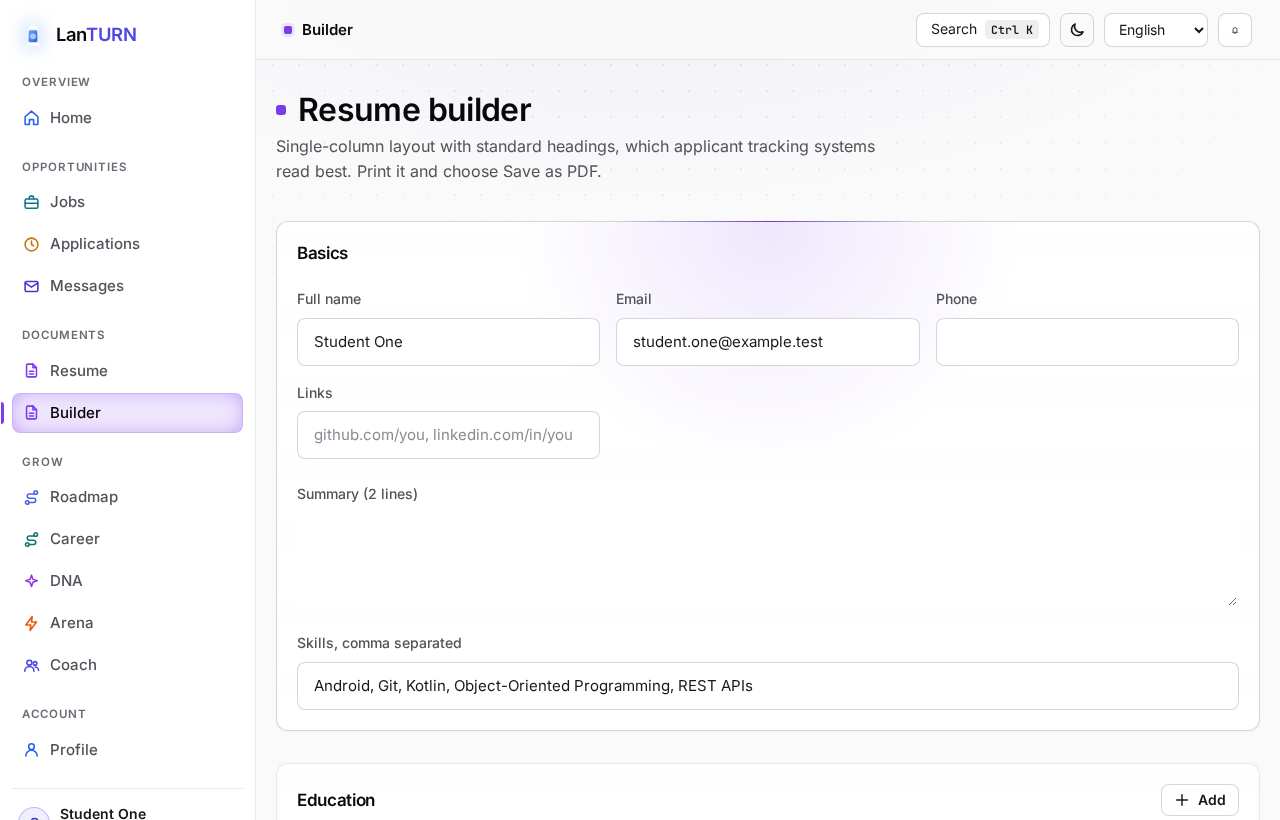 LanTURN
OVERVIEW
Home
OPPORTUNITIES
Jobs
Applications
Messages
DOCUMENTS
Resume
Builder
GROW
Roadmap
Career
DNA
Arena
Coach
ACCOUNT
Profile
Student One
Builder
Search Ctrl K
English
Resume builder
Single-column layout with standard headings, which applicant tracking systems
read best. Print it and choose Save as PDF.
Basics
Full name
Student One
Email
student.one@example.test
Phone
Links
github.com/you, linkedin.com/in/you
Summary (2 lines)
Skills, comma separated
Android, Git, Kotlin, Object-Oriented Programming, REST APIs
Education
Add